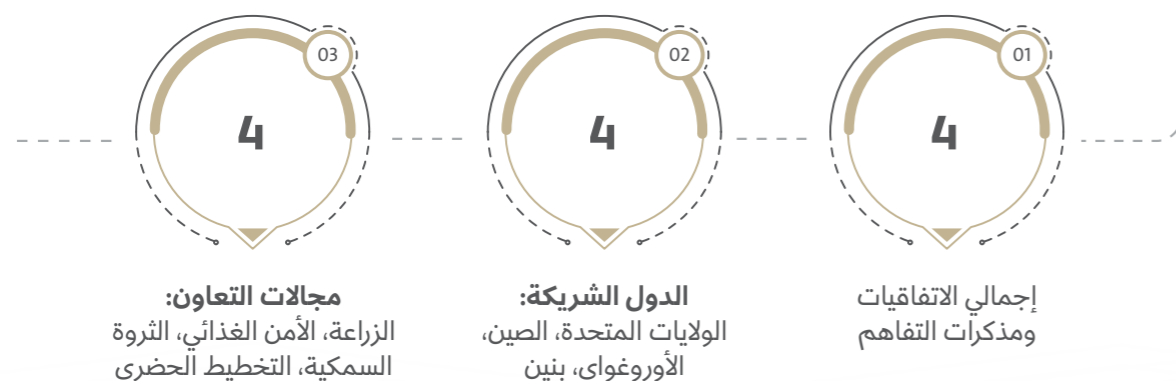 01
4
إجمالي الاتفاقيات
ومذكرات التفاهم
02
4
الدول الشريكة:
الولايات المتحدة، الصين،
الأوروغواي، بنين
03
4
مجالات التعاون:
الزراعة، الأمن الغذائي، الثروة
السمكية، التخطيط الحضري